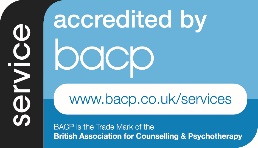 service
accredited by
bacp
www.bacp.co.uk/services
BACP is the Trade Mark of the
British Association for Counselling & Psychotherapy